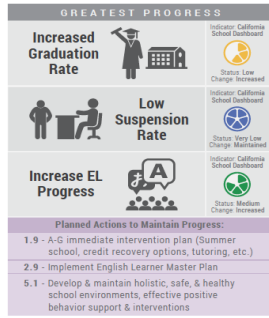 GREATEST PROGRESS
Increased
Graduation
Rate
Indicator: California
School Dashboard
Status: Low
Change: Increased
Low
Suspension
Rate
Indicator: California
School Dashboard
Status: Very Low
Change: Maintained
Increase EL
Progress
A
Indicator: California
School Dashboard
Status: Medium
Change: Increased
Planned Actions to Maintain Progress:
1.9 - A-G immediate intervention plan (Summer
school, credit recovery options, tutoring, etc.)
2.9 - Implement English Learner Master Plan
5.1 - Develop & maintain holistic, safe, & healthy
school environments, effective positive
behavior support & interventions